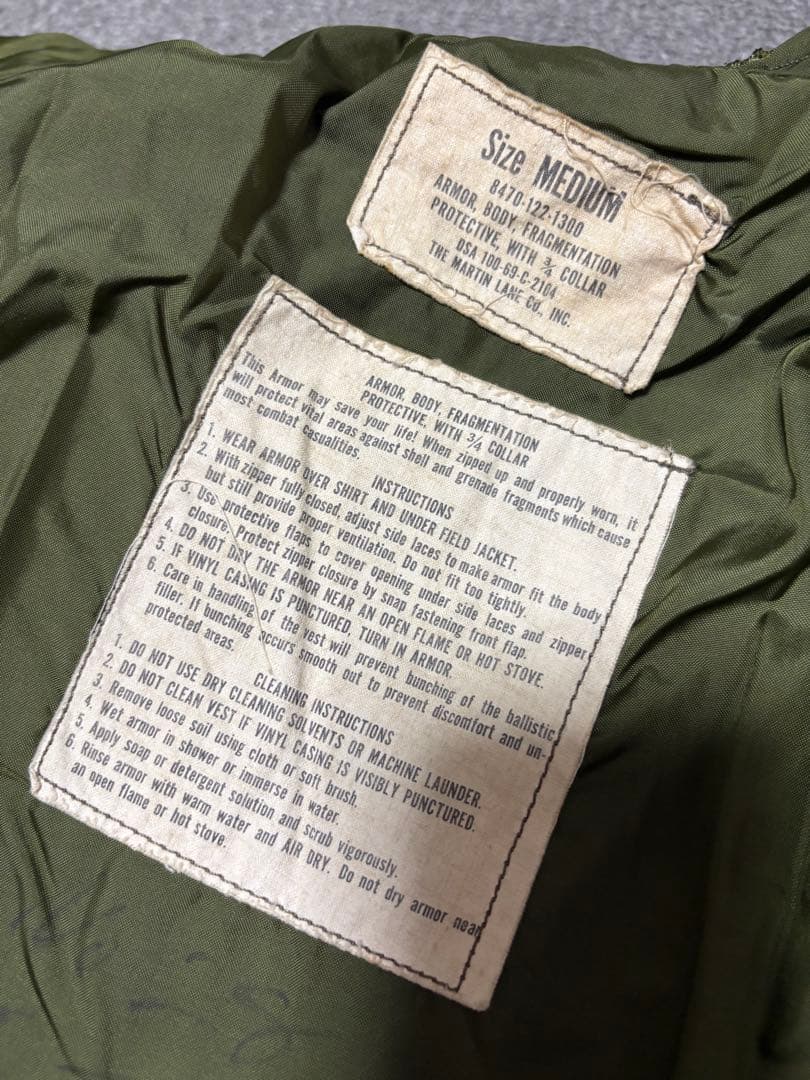 Size MEDIUM
8470-122-1300
ARMOR, BODY, FRAGMENTATION
PROTECTIVE, WITH 3/4 COLLAR
DSA 100-69-C-2104
THE MARTIN LANE CO., INC.
ARMOR, BODY, FRAGMENTATION
PROTECTIVE, WITH 3/4 COLLAR
This Armor may save your life! When zipped up and properly worn, it
will protect vital areas against shell and grenade fragments which cause
most combat casualities.
INSTRUCTIONS
1. WEAR ARMOR OVER SHIRT AND UNDER FIELD JACKET.
2. With zipper fully closed, adjust side laces to make armor fit the body
but still provide proper ventilation. Do not fit too tightly.
3. Use protective flaps to cover opening under side laces and zipper
closure. Protect zipper closure by snap fastening front flap.
4. DO NOT DRY THE ARMOR NEAR AN OPEN FLAME OR HOT STOVE.
5. IF VINYL CASING IS PUNCTURED, TURN IN ARMOR.
6. Care in handling of the vest will prevent bunching of the ballistic
filler. If bunching occurs smooth out to prevent discomfort and un-
protected areas.
CLEANING INSTRUCTIONS
1. DO NOT USE DRY CLEANING SOLVENTS OR MACHINE LAUNDER.
2. DO NOT CLEAN VEST IF VINYL CASING IS VISIBLY PUNCTURED.
3. Remove loose soil using cloth or soft brush.
4. Wet armor in shower or immerse in water.
5. Apply soap or detergent solution and scrub vigorously.
6. Rinse armor with warm water and AIR DRY. Do not dry armor near
an open flame or hot stove.